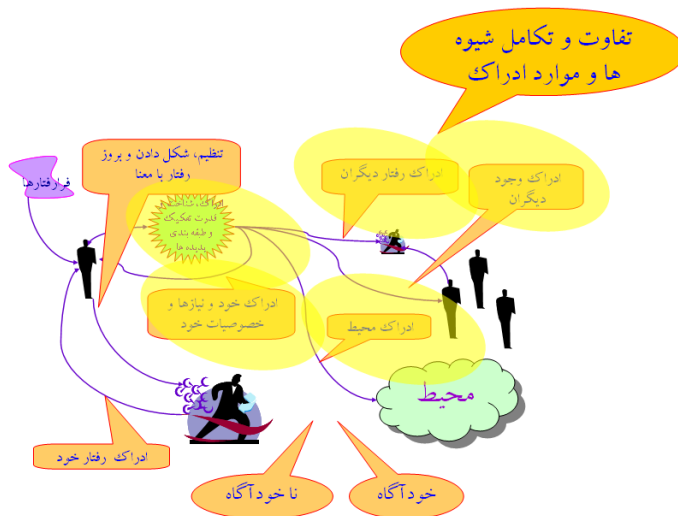 تفاوت و تکامل شیوه
ها و موارد ادراک
تنظیم، شکل دادن و بروز
رفتار با معنا
فرارفتارها
ادراک، شناخت و
قدرت تفکیک
و طبقه بندی
پدیده ها
ادراک رفتار دیگران
ادراک وجود
دیگران
ادراک خود و نیازها و
خصوصیات خود
ادراک محیط
محیط
ادراک رفتار خود
نا خودآگاه
خودآگاه